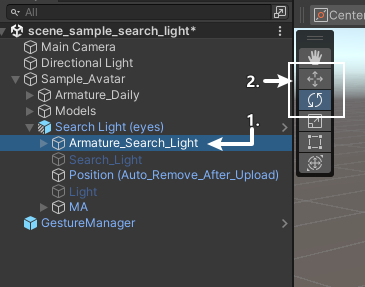 All
Center
scene_sample_search_light*
Main Camera
Directional Light
Sample_Avatar
Armature_Daily
Models
Search Light (eyes)
Armature_Search_Light
Search_Light
Position (Auto_Remove_After_Upload)
Light
MA
GestureManager
1.
2.